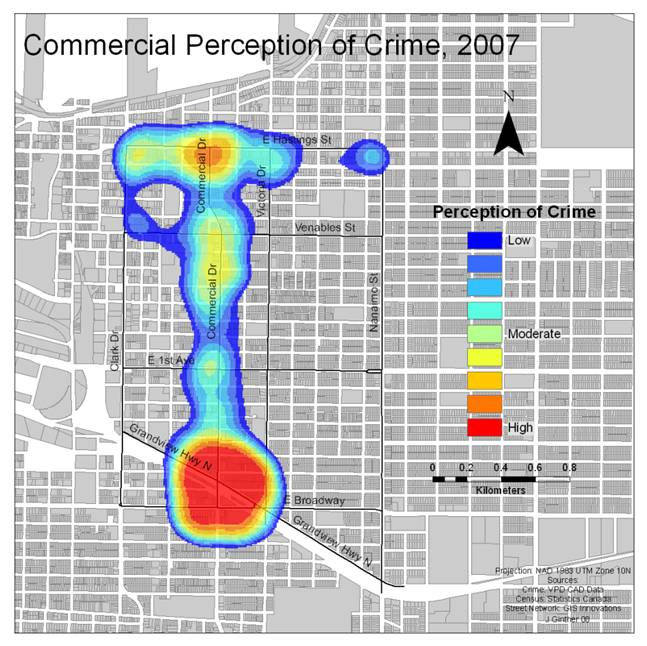 Commercial Perception of Crime, 2007
N
E Hastings St
Commercial Dr
Victoria Dr
Perception of Crime
Low
Venables St
Commercial Dr
Nanaimo St
Moderate
Clark Dr
E 1st Ave
High
Grandview Hwy N
0 0.2 0.4 0.6 0.8
Kilometers
E Broadway
Grandview Hwy N
Projection: NAD 1983 UTM Zone 10N
Sources:
Crime: VPD CAD Data
Census: Statistics Canada
Street Network: GIS Innovations
J Ginther 08